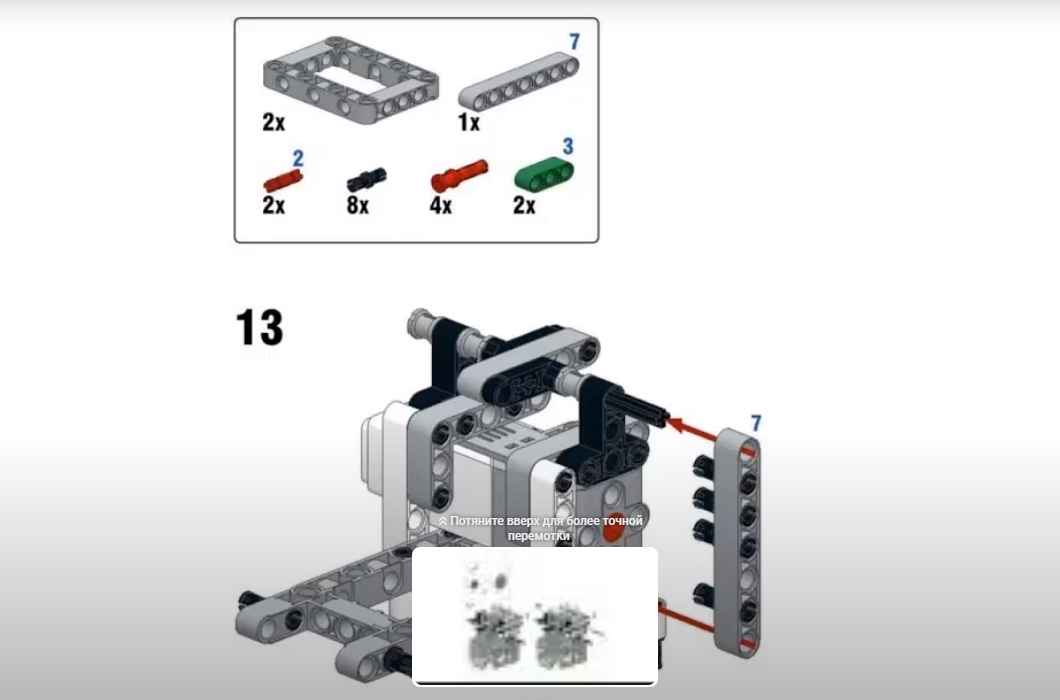 7
2x
1x
2
3
2x
8x
4x
2x
13
7
Потяните вверх для более точной
перемотки